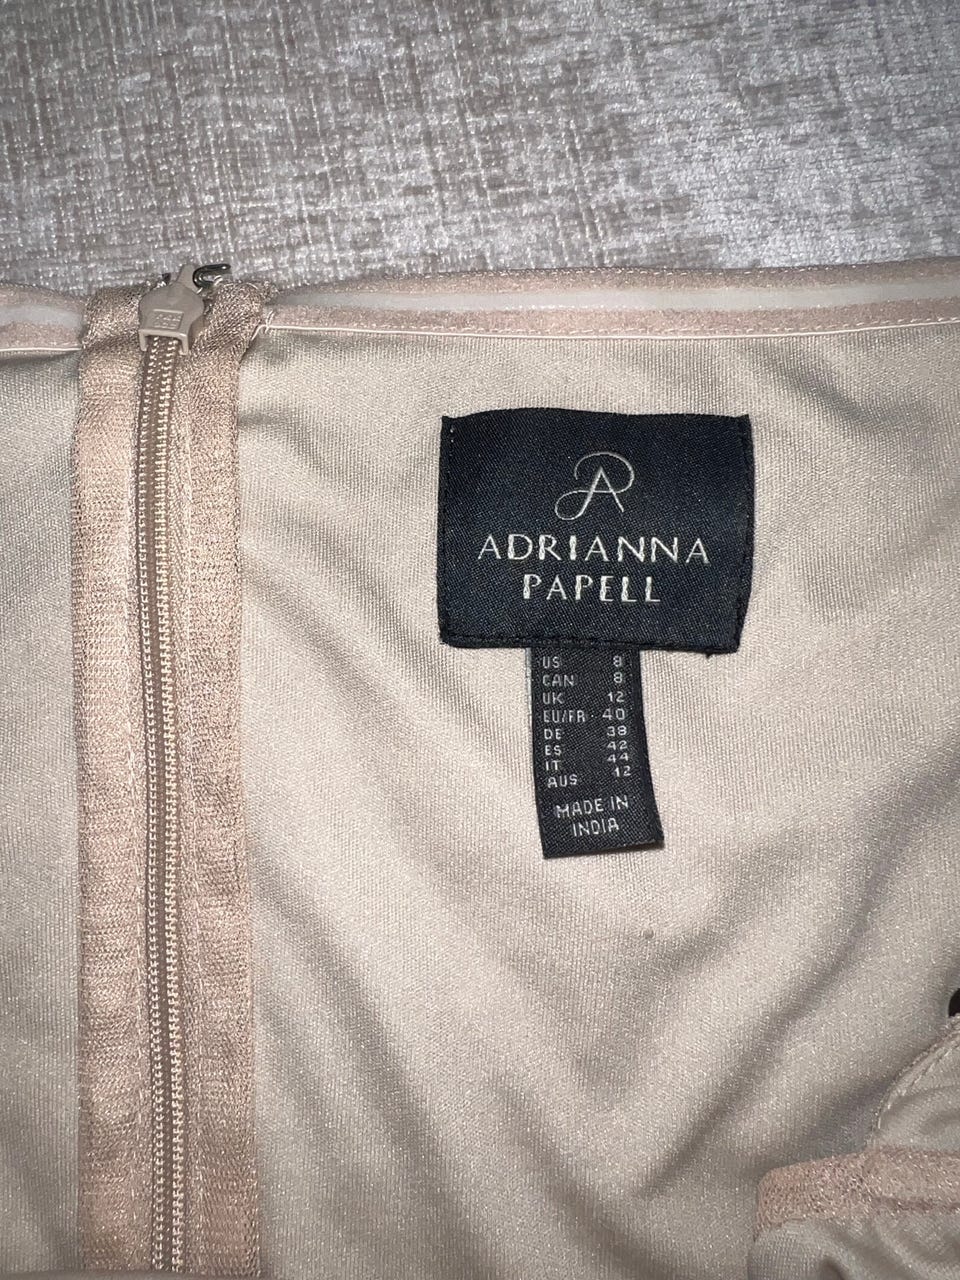 ADRIANNA
PAPELL
US 8
CAN 8
UK 12
EU/FR 40
DE 38
ES 42
IT 44
AUS 12
MADE IN
INDIA